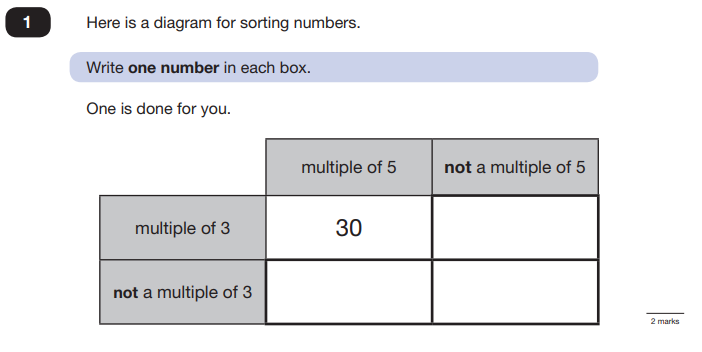 1 Here is a diagram for sorting numbers.
Write one number in each box.
One is done for you.
multiple of 5 not a multiple of 5
multiple of 3 30
not a multiple of 3
2 marks